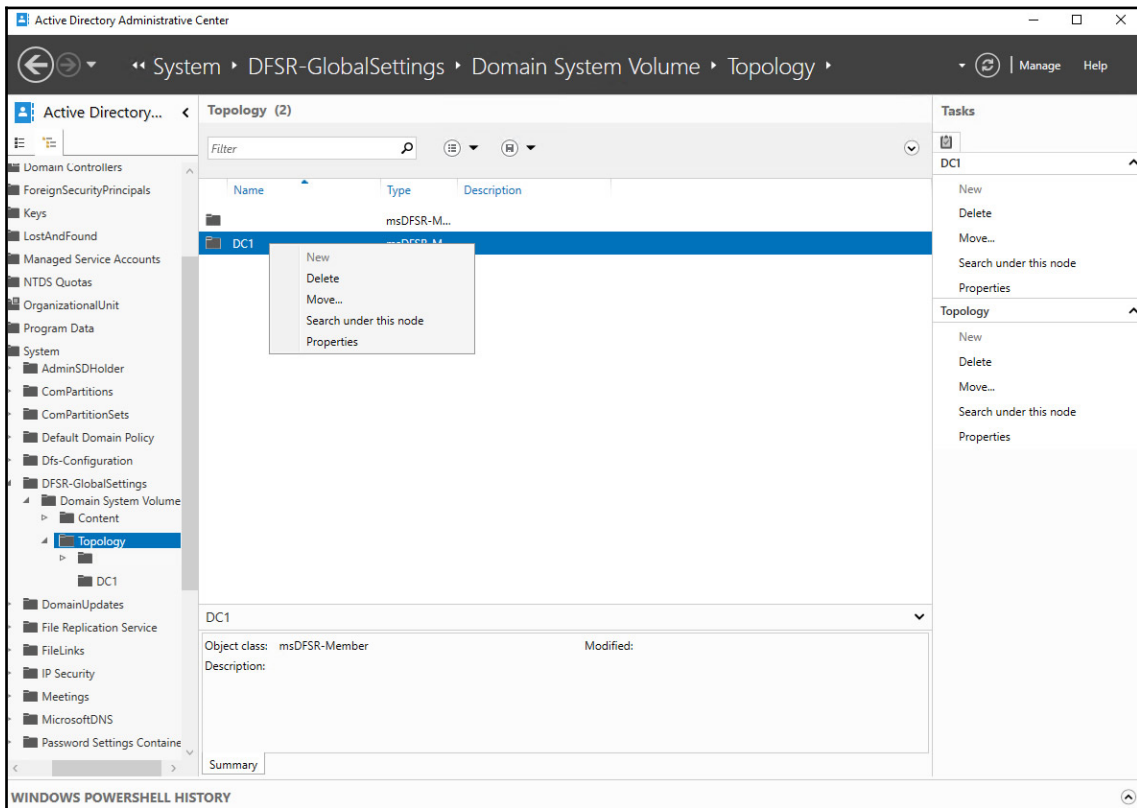 Active Directory Administrative Center
System DFSR-GlobalSettings Domain System Volume Topology
Manage Help
Active Directory...
Domain Controllers
ForeignSecurityPrincipals
Keys
LostAndFound
Managed Service Accounts
NTDS Quotas
OrganizationalUnit
Program Data
System
AdminSDHolder
ComPartitions
ComPartitionSets
Default Domain Policy
Dfs-Configuration
DFSR-GlobalSettings
Domain System Volume
Content
Topology
DC1
DomainUpdates
File Replication Service
FileLinks
IP Security
Meetings
MicrosoftDNS
Password Settings Containe
Topology (2)
Filter
Name Type Description
msDFSR-M...
DC1 msDFSR-M...
New
Delete
Move...
Search under this node
Properties
DC1
Object class: msDFSR-Member Modified:
Description:
Summary
Tasks
DC1
New
Delete
Move...
Search under this node
Properties
Topology
New
Delete
Move...
Search under this node
Properties
WINDOWS POWERSHELL HISTORY